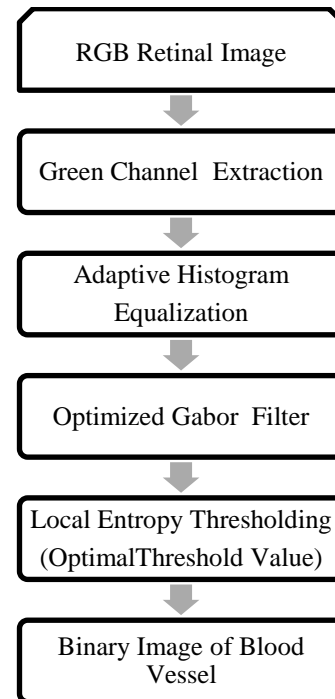 RGB Retinal Image
Green Channel Extraction
Adaptive Histogram
Equalization
Optimized Gabor Filter
Local Entropy Thresholding
(OptimalThreshold Value)
Binary Image of Blood
Vessel